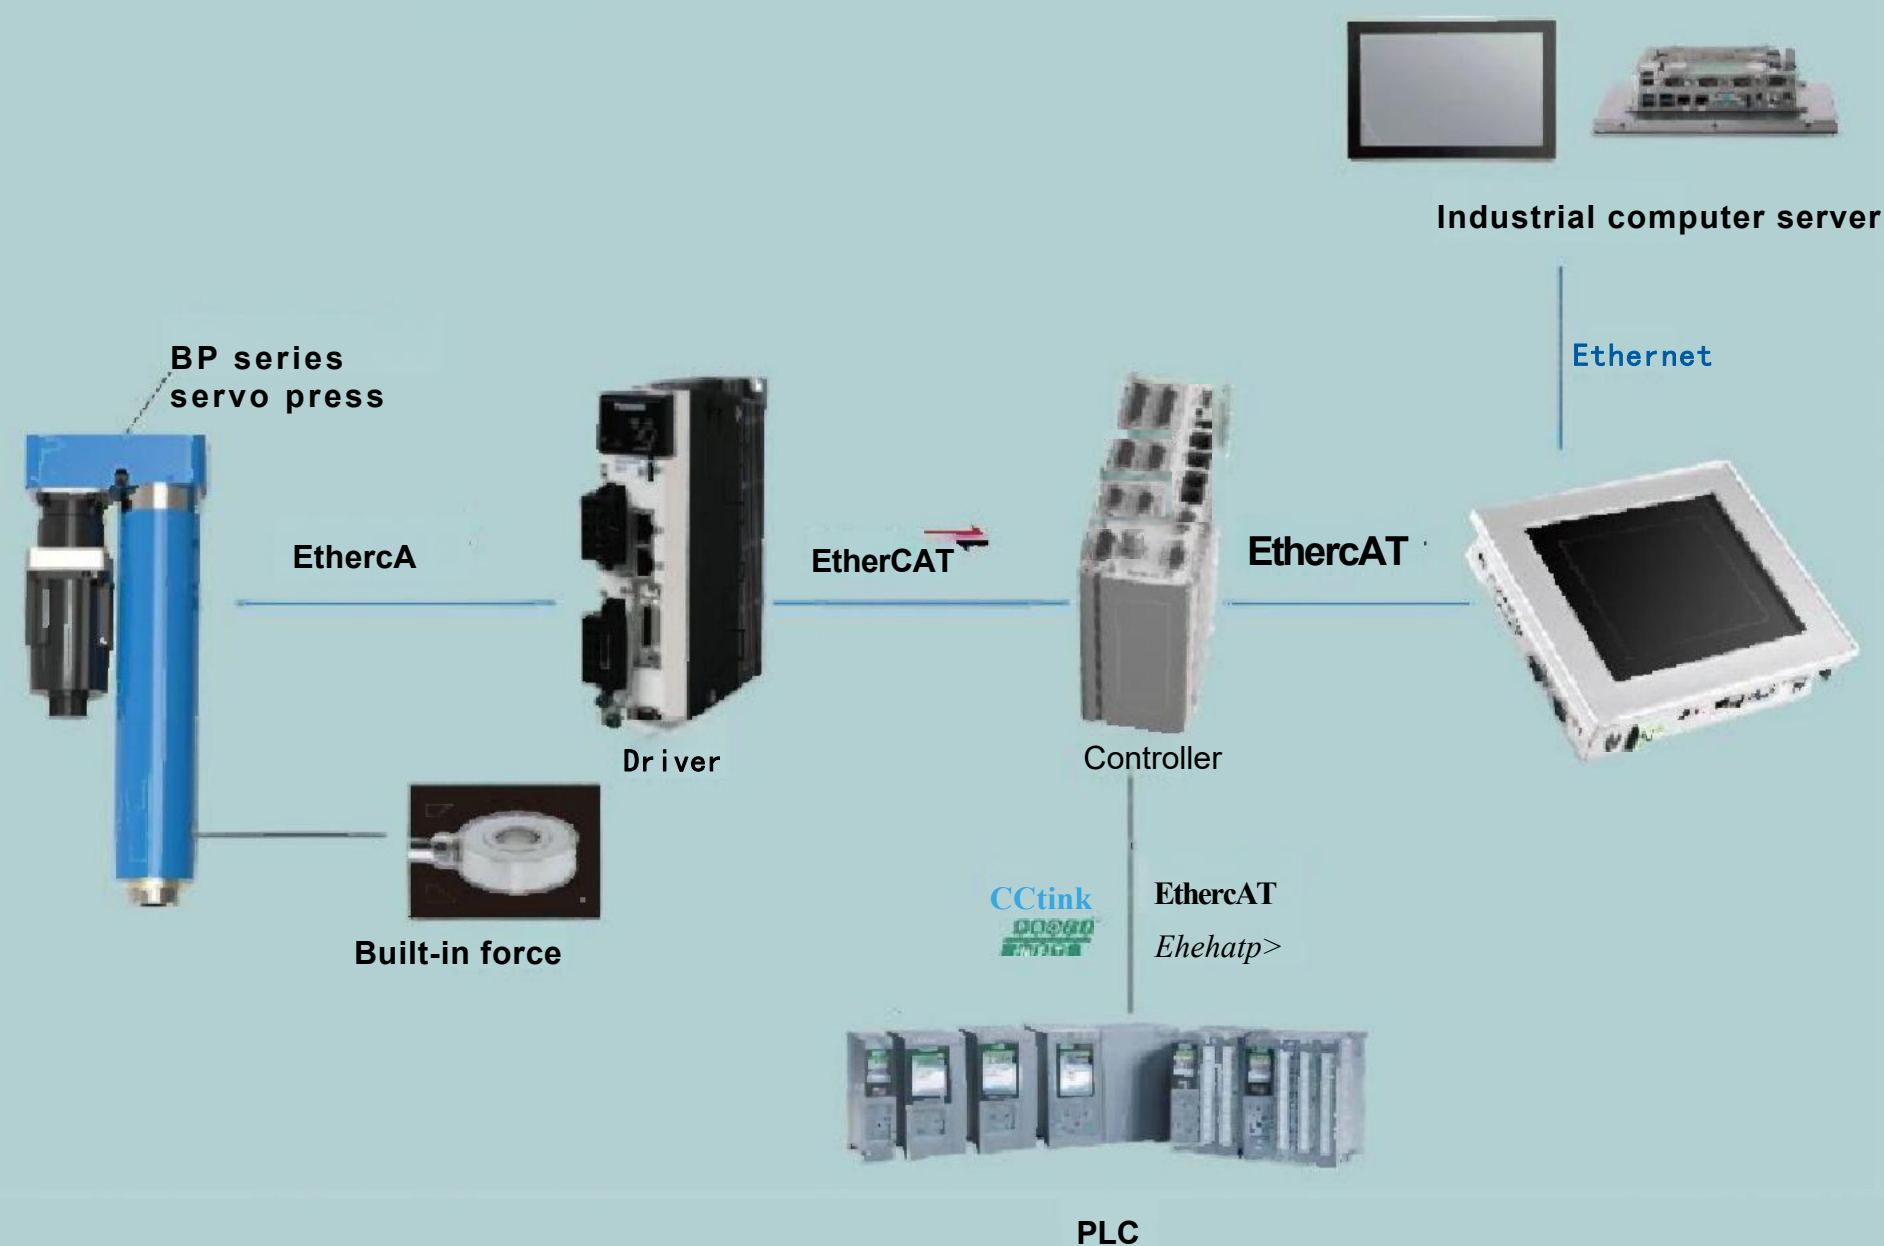 Industrial computer server
Ethernet
BP series
servo press
EthercA
EtherCAT
EthercAT
Driver
Controller
Built-in force
CCtink
EthercAT
Ehehatp>
PLC